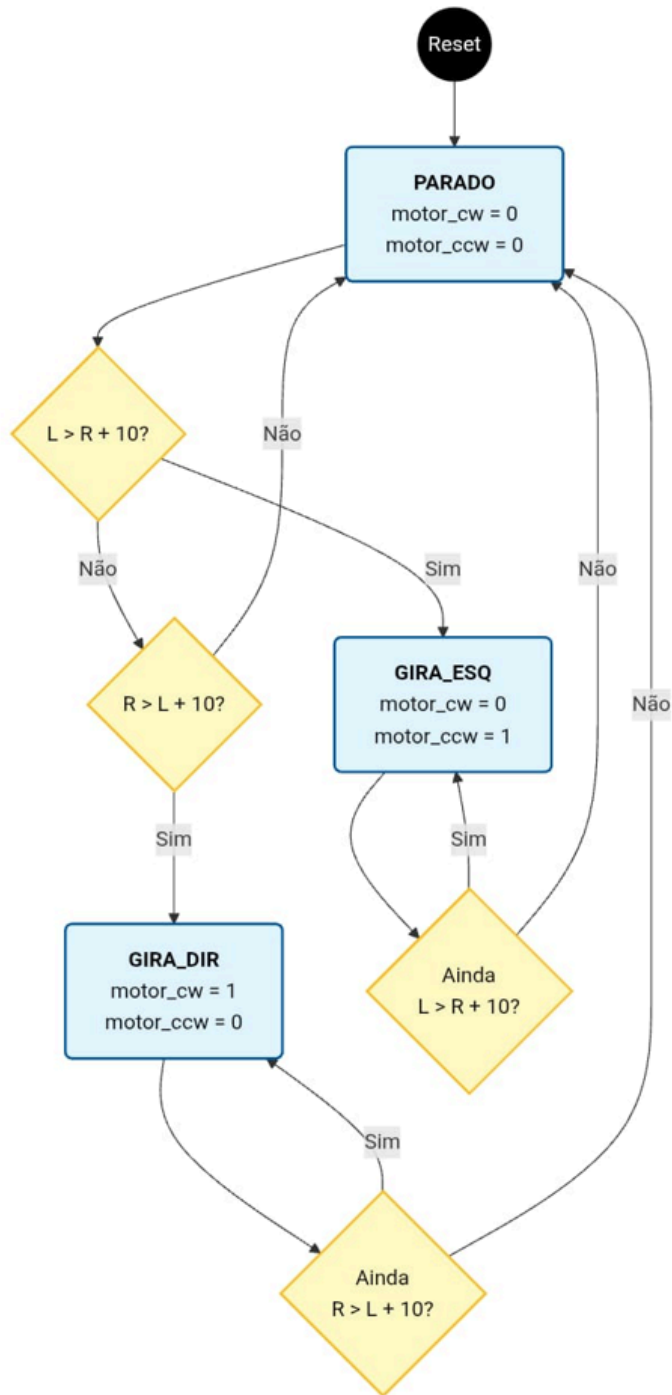 Reset
PARADO
motor_cw = 0
motor_ccw = 0
L > R + 10?
Não
Não
Sim
Não
Não
R > L + 10?
GIRA_ESQ
motor_cw = 0
motor_ccw = 1
Sim
Sim
GIRA_DIR
motor_cw = 1
motor_ccw = 0
Ainda
L > R + 10?
Sim
Ainda
R > L + 10?